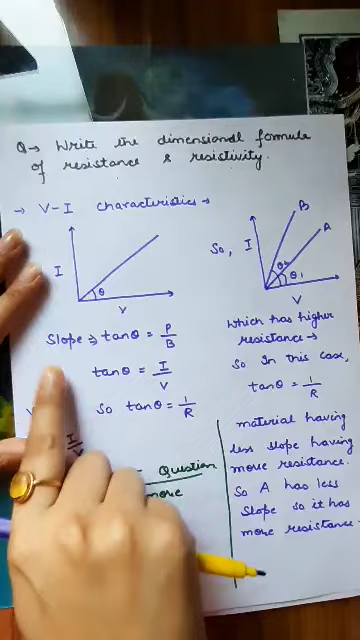 Q → Write the dimensional formula
of resistance & resistivity.
→ V-I characteristics →
I
θ
V
Slope ⇒ tanθ = P/B
tanθ = I/V
So tanθ = 1/R
I/V
Question
more
So, I
B
A
θ₁
V
Which has higher
resistance →
So In this case,
tanθ = 1/R
material having
less slope having
more resistance.
So A has less
slope so it has
more resistance